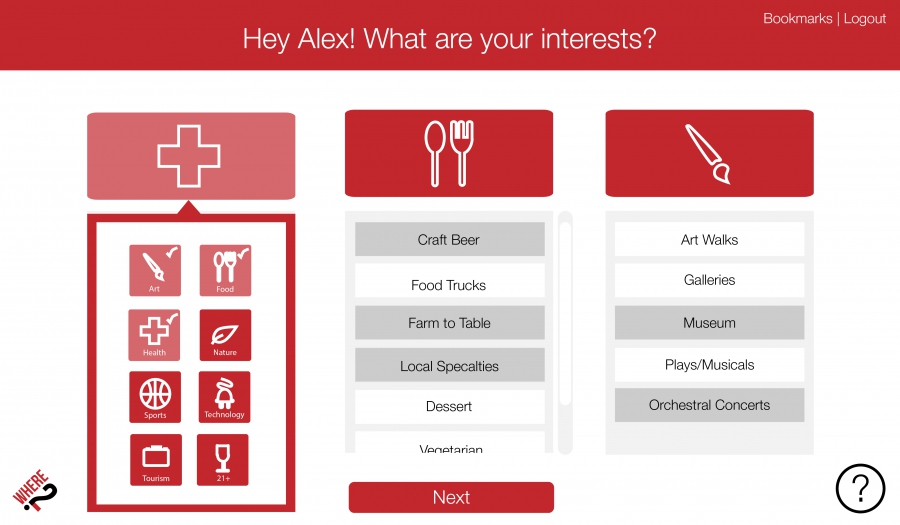 Bookmarks | Logout
Hey Alex! What are your interests?
Art
Food
Health
Nature
Sports
Technology
Tourism
21+
Craft Beer
Food Trucks
Farm to Table
Local Specalties
Dessert
Vegetarian
Art Walks
Galleries
Museum
Plays/Musicals
Orchestral Concerts
WHERE
?
Next
?